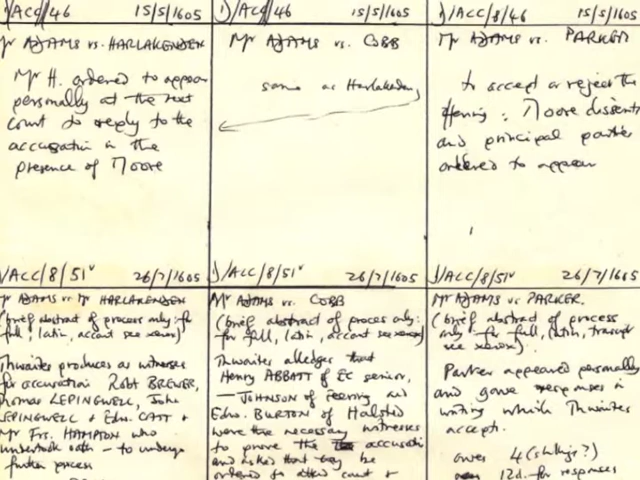 )/ACC/46 15/5/1605
Mr ADAMS vs. HARLAKENDEN
Mr H. ordered to appear
personally at the next
court to reply to the
accusation in the
presence of Moore
D/ACC/46 15/5/1605
Mr ADAMS vs. COBB
same as Harlakenden
D/ACC/8/46 15/5/1605
Mr ADAMS vs. PARKER
to accept or reject the
; Moore dissents
and principal parties
ordered to appear
)/ACC/8/51v 26/7/1605
Mr ADAMS vs Mr HARLAKENDEN
(brief abstract of process only: for
full, latin, account see xerox)
Thwaites produces as witnesses
for accusation Robt BREWER,
Thomas LEPINGWELL, John
LEPINGWELL + Edw. CATT +
Mr Frs. HAMPTON who
undertook oath - to undergo
further process
D/ACC/8/51v 26/7/1605
Mr ADAMS vs. COBB
(brief abstract of process only:
for full, latin, account see xerox)
Thwaites alledges that
Henry ABBATT of EC senior,
— JOHNSON of Feering and
Edw. BURTON of Halsted
were the necessary witnesses
to prove the accusation
and asked that they be
ordered to attend court +
D/ACC/8/51v 26/7/1605
Mr ADAMS vs PARKER.
(brief abstract of process
only - for full, latin, transcript
see xerox).
Parker appeared personally
and gave responses in
writing which Thwaites
accepts.
owes 4 (shillings?)
12d. for responses